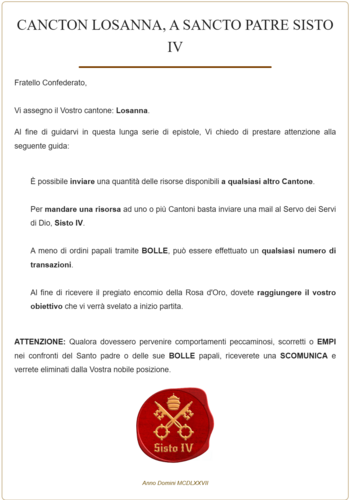 CANCTON LOSANNA, A SANCTO PATRE SISTO
IV
Fratello Confederato,
Vi assegno il Vostro cantone: Losanna.
Al fine di guidarvi in questa lunga serie di epistole, Vi chiedo di prestare attenzione alla
seguente guida:
È possibile inviare una quantità delle risorse disponibili a qualsiasi altro Cantone.
Per mandare una risorsa ad uno o piú Cantoni basta inviare una mail al Servo dei Servi
di Dio, Sisto IV.
A meno di ordini papali tramite BOLLE, può essere effettuato un qualsiasi numero di
transazioni.
Al fine di ricevere il pregiato encomio della Rosa d'Oro, dovete raggiungere il vostro
obiettivo che vi verrà svelato a inizio partita.
ATTENZIONE: Qualora dovessero pervenire comportamenti peccaminosi, scorretti o EMPI
nei confronti del Santo padre o delle sue BOLLE papali, riceverete una SCOMUNICA e
verrete eliminati dalla Vostra nobile posizione.
Sisto IV
Anno Domini MCDLXXVII